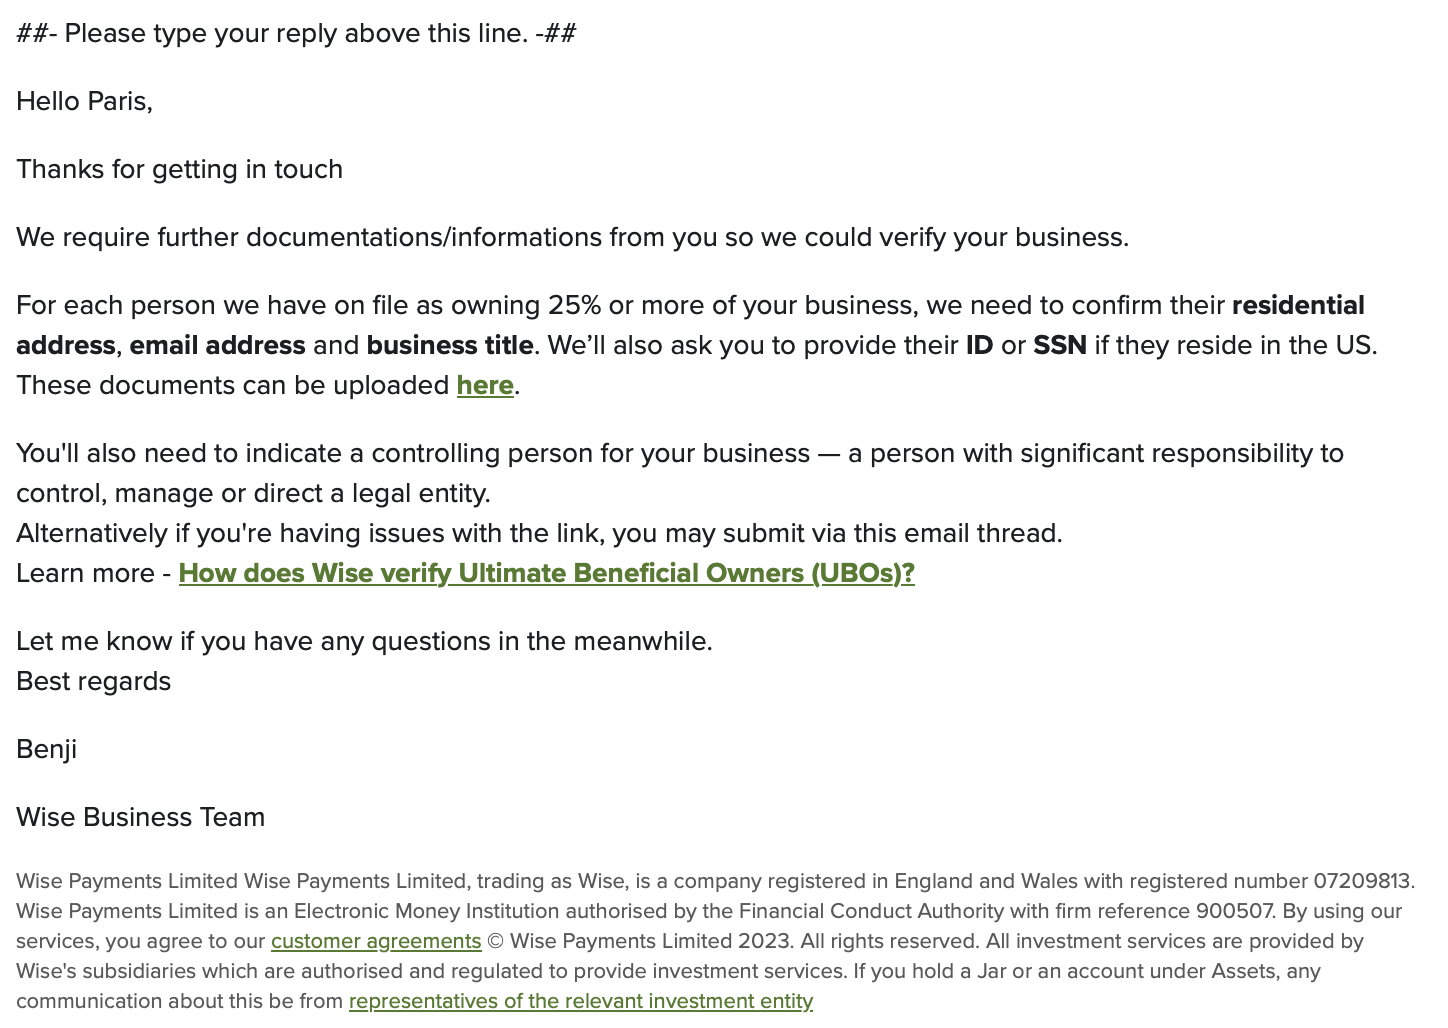 ##- Please type your reply above this line. -##
Hello Paris,
Thanks for getting in touch
We require further documentations/informations from you so we could verify your business.
For each person we have on file as owning 25% or more of your business, we need to confirm their residential
address, email address and business title. We’ll also ask you to provide their ID or SSN if they reside in the US.
These documents can be uploaded here.
You'll also need to indicate a controlling person for your business — a person with significant responsibility to
control, manage or direct a legal entity.
Alternatively if you're having issues with the link, you may submit via this email thread.
Learn more - How does Wise verify Ultimate Beneficial Owners (UBOs)?
Let me know if you have any questions in the meanwhile.
Best regards
Benji
Wise Business Team
Wise Payments Limited Wise Payments Limited, trading as Wise, is a company registered in England and Wales with registered number 07209813.
Wise Payments Limited is an Electronic Money Institution authorised by the Financial Conduct Authority with firm reference 900507. By using our
services, you agree to our customer agreements © Wise Payments Limited 2023. All rights reserved. All investment services are provided by
Wise's subsidiaries which are authorised and regulated to provide investment services. If you hold a Jar or an account under Assets, any
communication about this be from representatives of the relevant investment entity